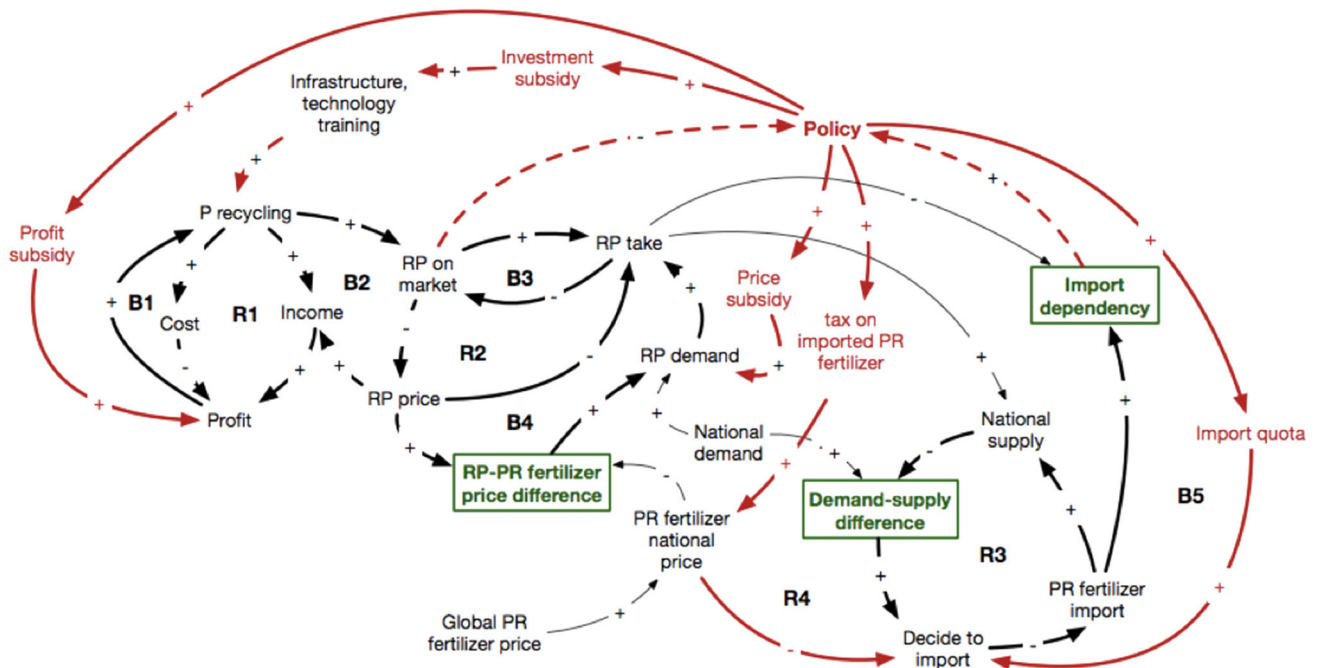 Investment
subsidy
Infrastructure,
technology
training
+
+
+
Policy
-
+
+
P recycling
+
Profit
subsidy
RP on
market
+
RP take
-
+
+
+
Price
subsidy
Import
dependency
+
+
+
B1
Cost
R1
Income
B2
B3
-
+
tax on
imported PR
fertilizer
-
R2
RP demand
+
-
+
-
+
+
RP price
+
Profit
B4
+
+
National
demand
+
National
supply
+
Import quota
+
-
RP-PR fertilizer
price difference
-
+
Demand-supply
difference
B5
PR fertilizer
national
price
+
R3
+
R4
PR fertilizer
import
+
Global PR
fertilizer price
+
Decide to
import
-
-